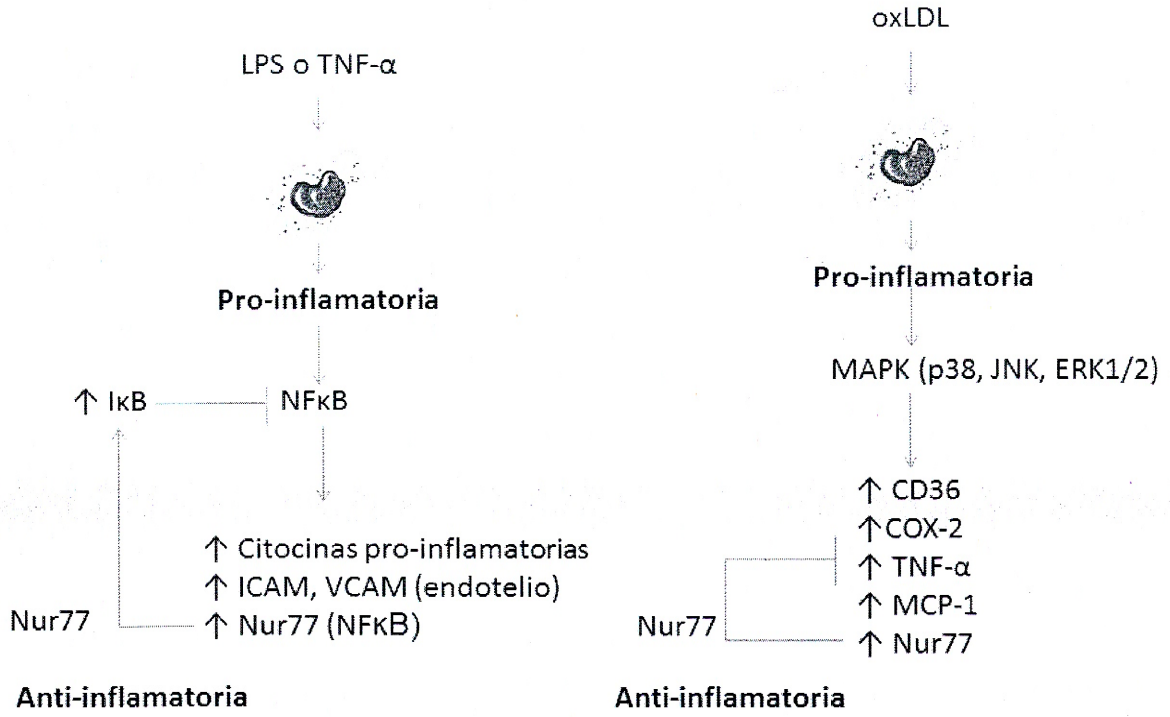 LPS o TNF-α
Pro-inflamatoria
↑ IκB
NFκB
↑ Citocinas pro-inflamatorias
↑ ICAM, VCAM (endotelio)
↑ Nur77 (NFκB)
Nur77
Anti-inflamatoria
oxLDL
Pro-inflamatoria
MAPK (p38, JNK, ERK1/2)
↑ CD36
↑COX-2
↑ TNF-α
↑ MCP-1
↑ Nur77
Nur77
Anti-inflamatoria